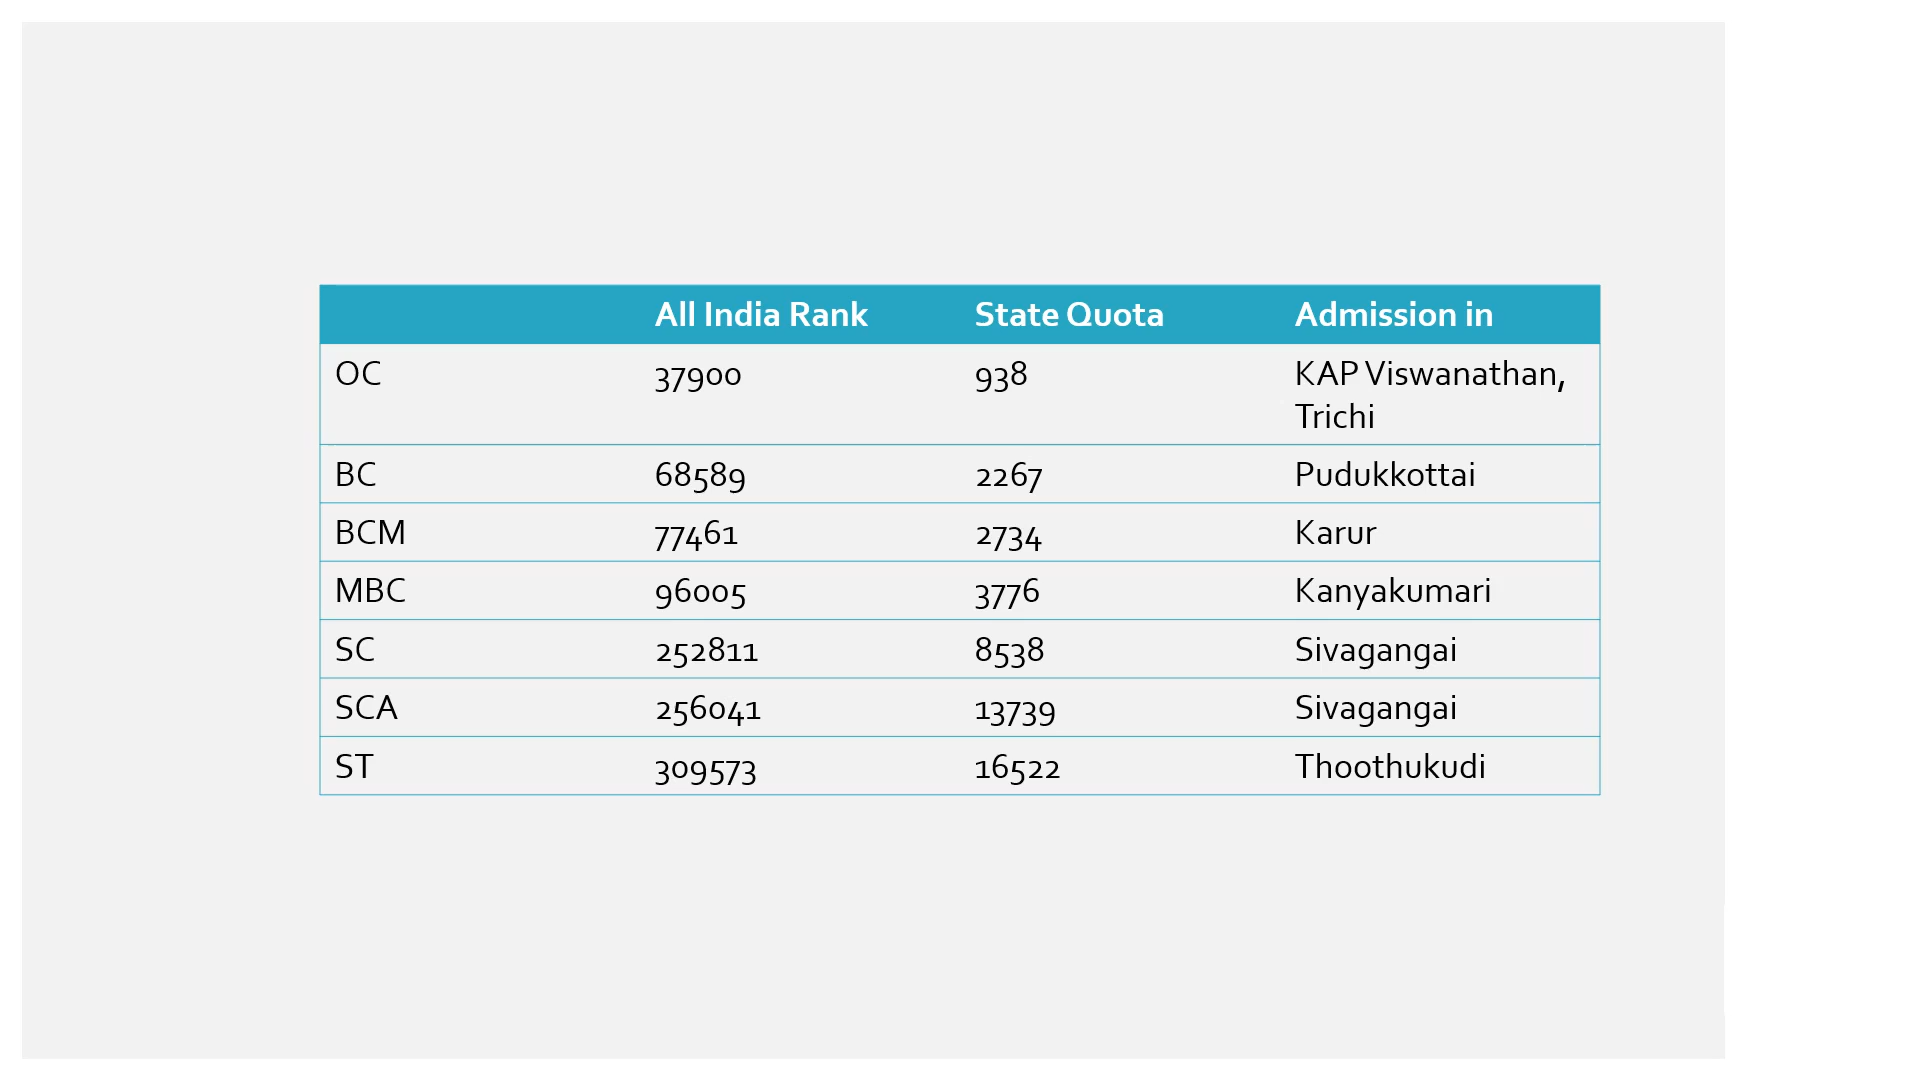 All India Rank State Quota Admission in
OC 37900 938 KAP Viswanathan,
Trichi
BC 68589 2267 Pudukkottai
BCM 77461 2734 Karur
MBC 96005 3776 Kanyakumari
SC 252811 8538 Sivagangai
SCA 256041 13739 Sivagangai
ST 309573 16522 Thoothukudi